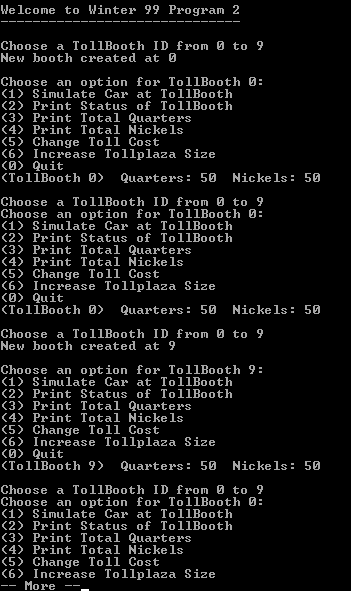 Welcome to Winter 99 Program 2
------------------------------
Choose a TollBooth ID from 0 to 9
New booth created at 0
Choose an option for TollBooth 0:
(1) Simulate Car at TollBooth
(2) Print Status of TollBooth
(3) Print Total Quarters
(4) Print Total Nickels
(5) Change Toll Cost
(6) Increase Tollplaza Size
(0) Quit
(TollBooth 0)  Quarters: 50  Nickels: 50
Choose a TollBooth ID from 0 to 9
Choose an option for TollBooth 0:
(1) Simulate Car at TollBooth
(2) Print Status of TollBooth
(3) Print Total Quarters
(4) Print Total Nickels
(5) Change Toll Cost
(6) Increase Tollplaza Size
(0) Quit
(TollBooth 0)  Quarters: 50  Nickels: 50
Choose a TollBooth ID from 0 to 9
New booth created at 9
Choose an option for TollBooth 9:
(1) Simulate Car at TollBooth
(2) Print Status of TollBooth
(3) Print Total Quarters
(4) Print Total Nickels
(5) Change Toll Cost
(6) Increase Tollplaza Size
(0) Quit
(TollBooth 9)  Quarters: 50  Nickels: 50
Choose a TollBooth ID from 0 to 9
Choose an option for TollBooth 0:
(1) Simulate Car at TollBooth
(2) Print Status of TollBooth
(3) Print Total Quarters
(4) Print Total Nickels
(5) Change Toll Cost
(6) Increase Tollplaza Size
-- More --